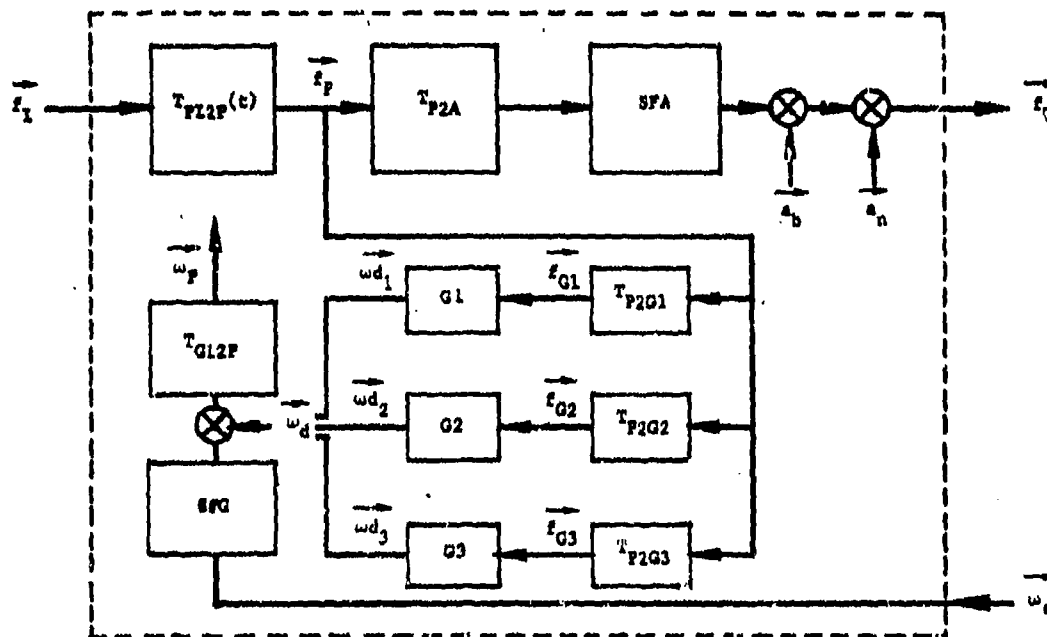 f_I
T_PI2P(t)
f_P
T_P2A
SFA
a_b
a_n
ω_P
ωd_1
G1
f_G1
T_P2G1
T_GI2P
ω_d
ωd_2
G2
f_G2
T_P2G2
SFG
ωd_3
G3
f_G3
T_P2G3